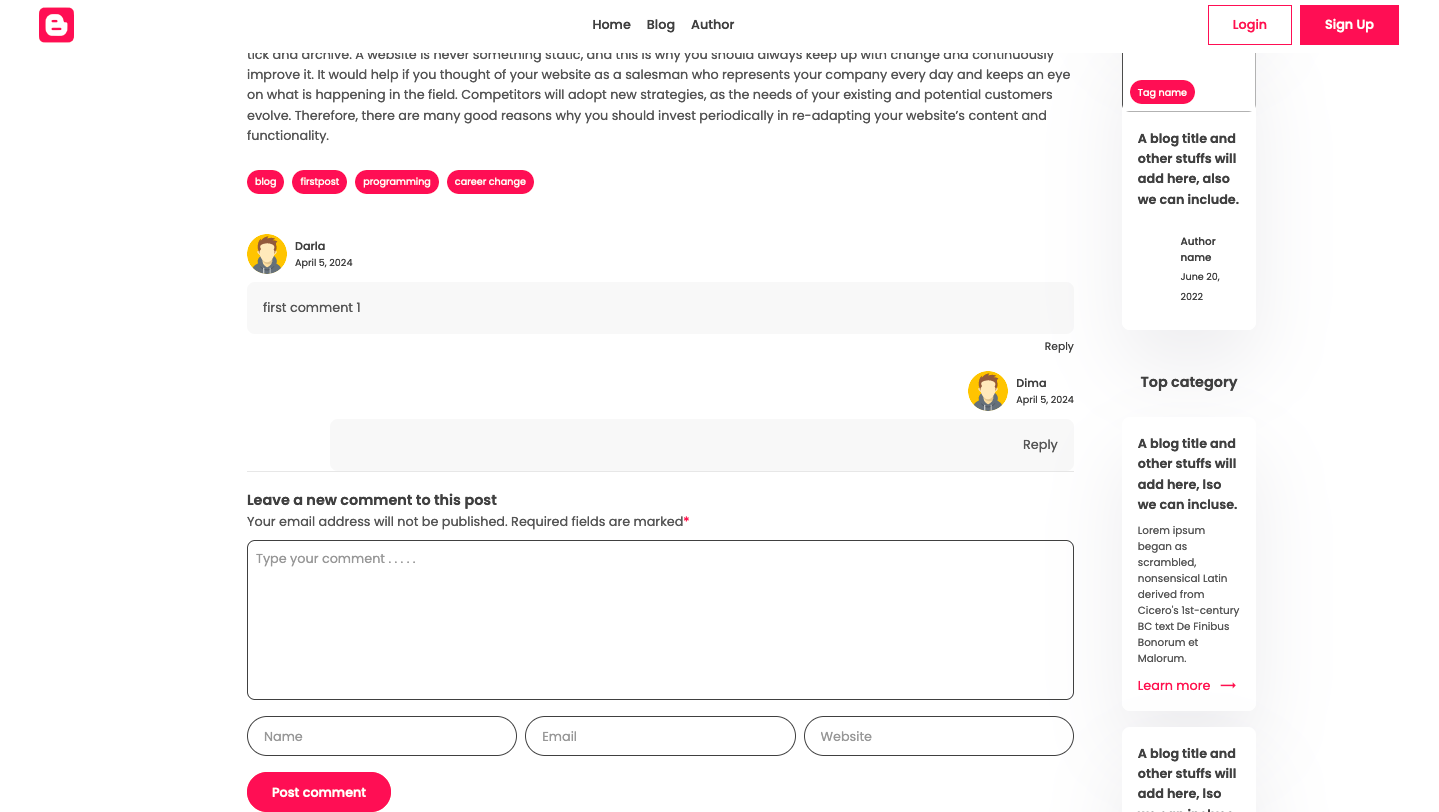 Home Blog Author Login Sign Up
tick and archive. A website is never something static, and this is why you should always keep up with change and continuously
improve it. It would help if you thought of your website as a salesman who represents your company every day and keeps an eye
on what is happening in the field. Competitors will adopt new strategies, as the needs of your existing and potential customers
evolve. Therefore, there are many good reasons why you should invest periodically in re-adapting your website’s content and
functionality.
blog firstpost programming career change
Darla
April 5, 2024
first comment 1
Reply
Dima
April 5, 2024
Reply
Leave a new comment to this post
Your email address will not be published. Required fields are marked*
Type your comment . . . . .
Name Email Website
Post comment
Tag name
A blog title and
other stuffs will
add here, also
we can include.
Author
name
June 20,
2022
Top category
A blog title and
other stuffs will
add here, lso
we can incluse.
Lorem ipsum
began as
scrambled,
nonsensical Latin
derived from
Cicero's 1st-century
BC text De Finibus
Bonorum et
Malorum.
Learn more ⟶
A blog title and
other stuffs will
add here, lso